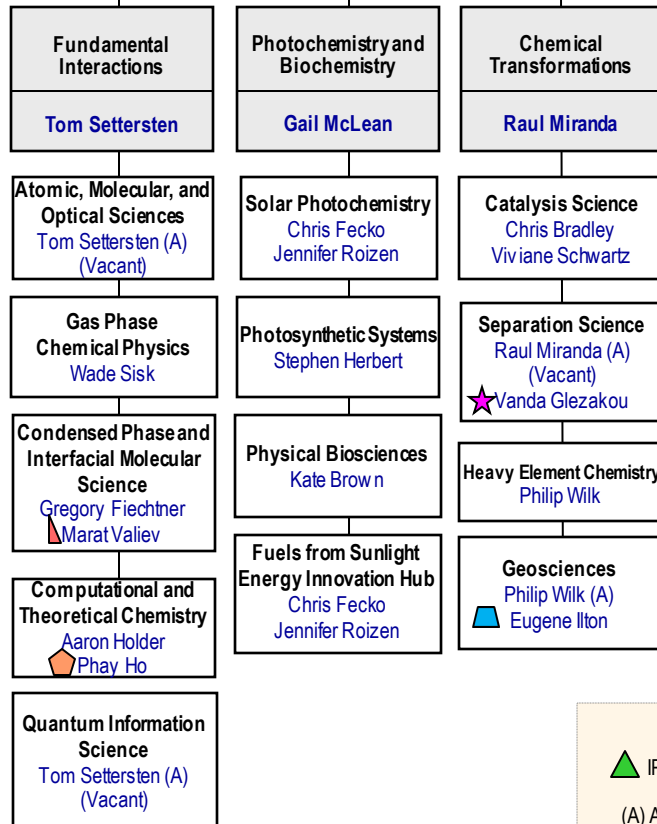 Fundamental
Interactions
Tom Settersten
Atomic, Molecular, and
Optical Sciences
Tom Settersten (A)
(Vacant)
Gas Phase
Chemical Physics
Wade Sisk
Condensed Phase and
Interfacial Molecular
Science
Gregory Fiechtner
Marat Valiev
Computational and
Theoretical Chemistry
Aaron Holder
Phay Ho
Quantum Information
Science
Tom Settersten (A)
(Vacant)
Photochemistry and
Biochemistry
Gail McLean
Solar Photochemistry
Chris Fecko
Jennifer Roizen
Photosynthetic Systems
Stephen Herbert
Physical Biosciences
Kate Brown
Fuels from Sunlight
Energy Innovation Hub
Chris Fecko
Jennifer Roizen
Chemical
Transformations
Raul Miranda
Catalysis Science
Chris Bradley
Viviane Schwartz
Separation Science
Raul Miranda (A)
(Vacant)
Vanda Glezakou
Heavy Element Chemistry
Philip Wilk
Geosciences
Philip Wilk (A)
Eugene Ilton
(A)